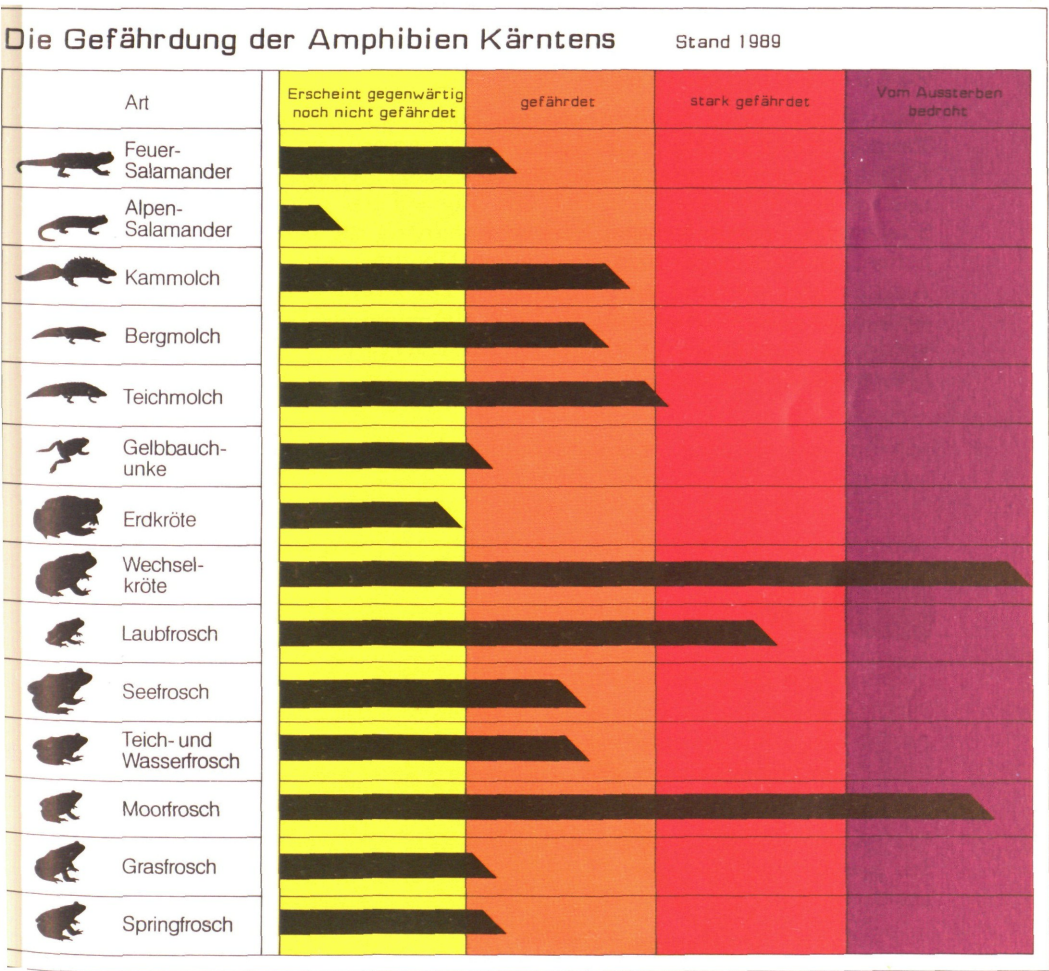 Die Gefährdung der Amphibien Kärntens Stand 1989
Art
Erscheint gegenwärtig
noch nicht gefährdet
gefährdet
stark gefährdet
Vom Aussterben
bedroht
Feuer-
Salamander
Alpen-
Salamander
Kammolch
Bergmolch
Teichmolch
Gelbbauch-
unke
Erdkröte
Wechsel-
kröte
Laubfrosch
Seefrosch
Teich- und
Wasserfrosch
Moorfrosch
Grasfrosch
Springfrosch